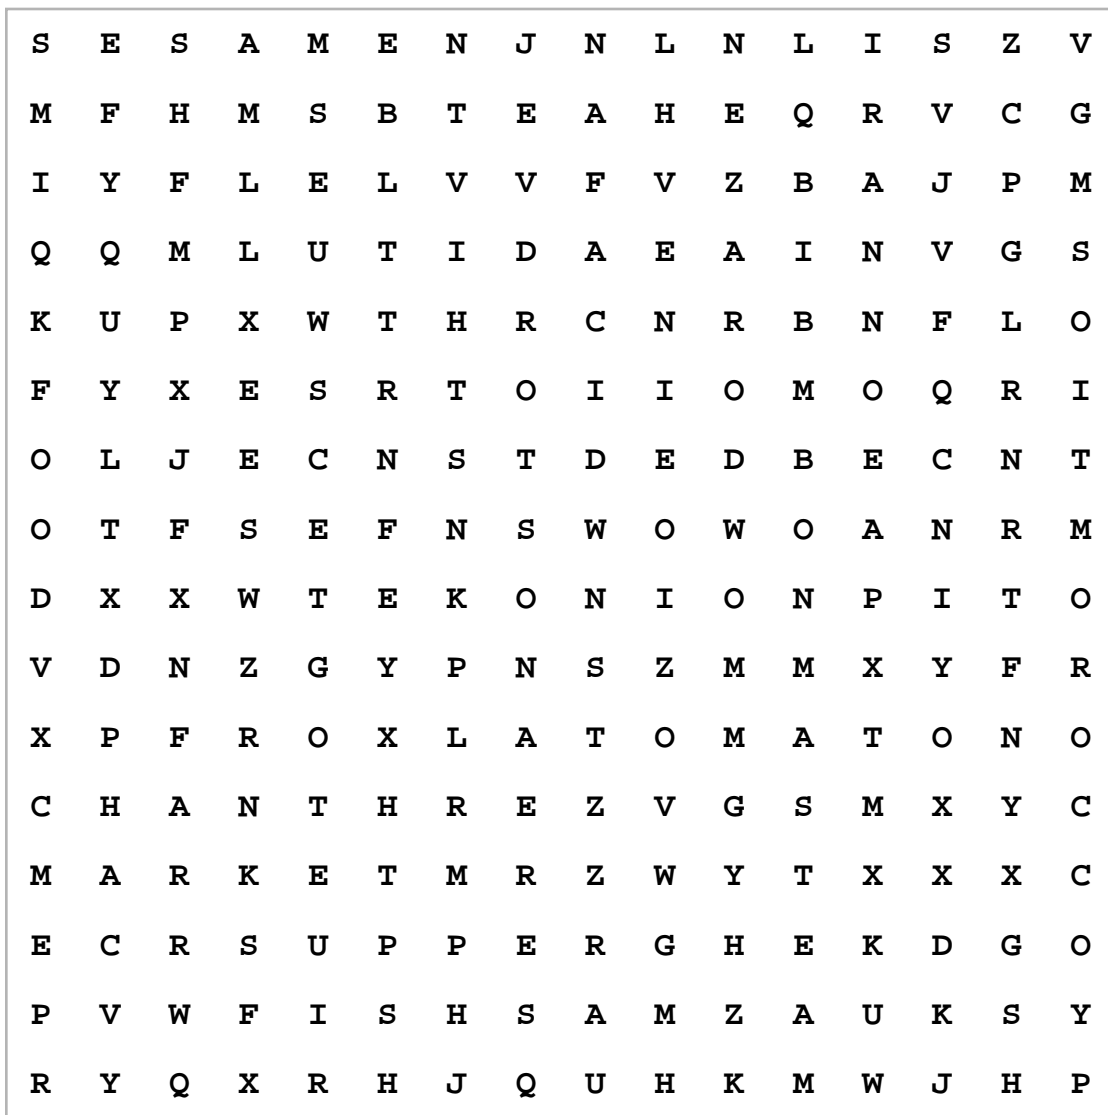 S E S A M E N J N L N L I S Z V
M F H M S B T E A H E Q R V C G
I Y F L E L V V F V Z B A J P M
Q Q M L U T I D A E A I N V G S
K U P X W T H R C N R B N F L O
F Y X E S R T O I I O M O Q R I
O L J E C N S T D E D B E C N T
O T F S E F N S W O W O A N R M
D X X W T E K O N I O N P I T O
V D N Z G Y P N S Z M M X Y F R
X P F R O X L A T O M A T O N O
C H A N T H R E Z V G S M X Y C
M A R K E T M R Z W Y T X X X C
E C R S U P P E R G H E K D G O
P V W F I S H S A M Z A U K S Y
R Y Q X R H J Q U H K M W J H P